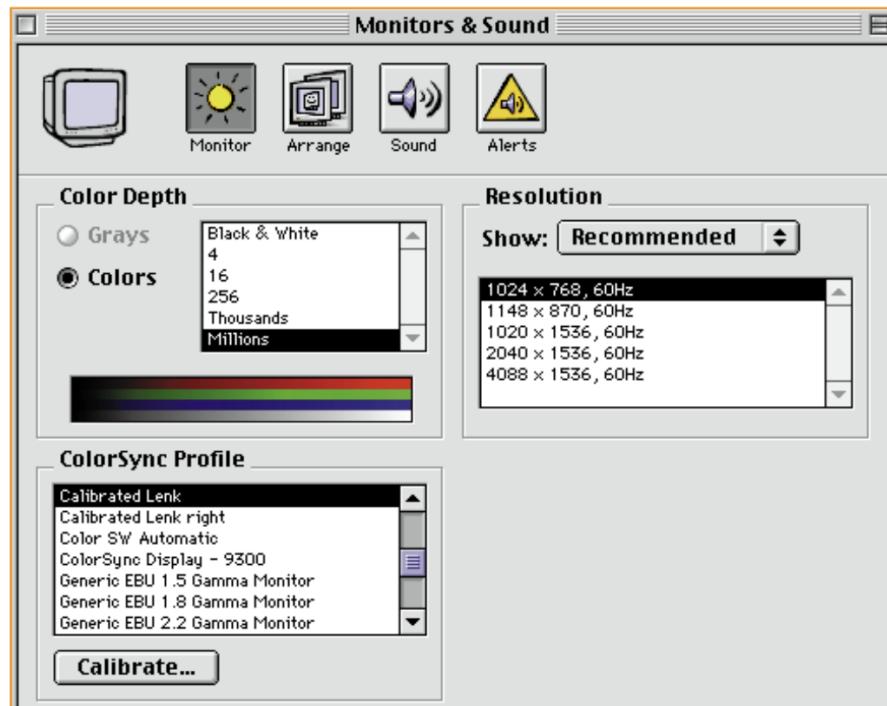 Monitors & Sound
Monitor
Arrange
Sound
Alerts
Color Depth
Grays
Colors
Black & White
4
16
256
Thousands
Millions
Resolution
Show: Recommended
1024 x 768, 60Hz
1148 x 870, 60Hz
1020 x 1536, 60Hz
2040 x 1536, 60Hz
4088 x 1536, 60Hz
ColorSync Profile
Calibrated Lenk
Calibrated Lenk right
Color SW Automatic
ColorSync Display - 9300
Generic EBU 1.5 Gamma Monitor
Generic EBU 1.8 Gamma Monitor
Generic EBU 2.2 Gamma Monitor
Calibrate...